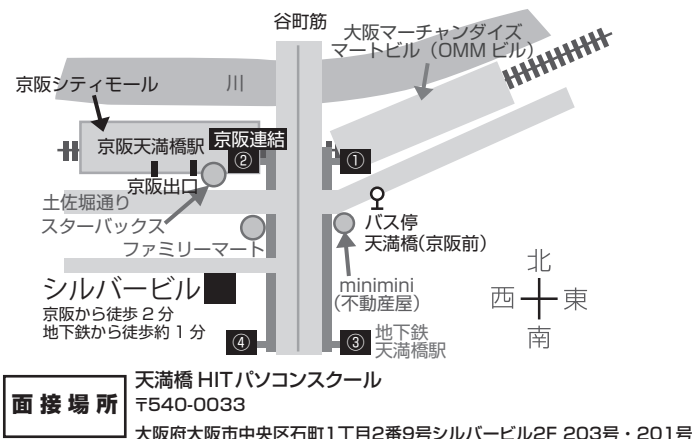 谷町筋
大阪マーチャンダイズ
マートビル（OMMビル）
京阪シティモール
川
京阪天満橋駅
京阪連結
②
①
京阪出口
土佐堀通り
スターバックス
バス停
天満橋(京阪前)
ファミリーマート
シルバービル
京阪から徒歩 2 分
地下鉄から徒歩約 1 分
minimini
(不動産屋)
北
西
東
南
④
③
地下鉄
天満橋駅
面接場所
天満橋 HITパソコンスクール
〒540-0033
大阪府大阪市中央区石町1丁目2番9号シルバービル2F 203号・201号